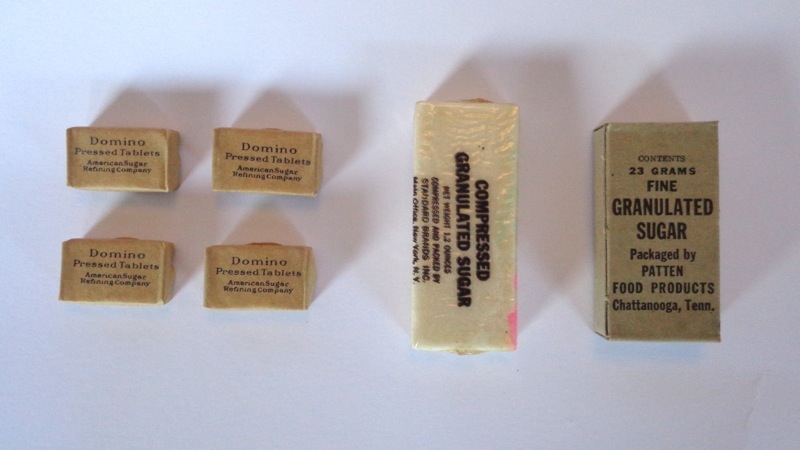 Domino
Pressed Tablets
American Sugar
Refining Company
Domino
Pressed Tablets
American Sugar
Refining Company
Domino
Pressed Tablets
American Sugar
Refining Company
Domino
Pressed Tablets
American Sugar
Refining Company
COMPRESSED
GRANULATED SUGAR
NET WEIGHT 1.2 OUNCES
COMPRESSED AND PACKED BY
STANDARD BRANDS INC.
Main Office, New York, N. Y.
CONTENTS
23 GRAMS
FINE
GRANULATED
SUGAR
Packaged by
PATTEN
FOOD PRODUCTS
Chattanooga, Tenn.